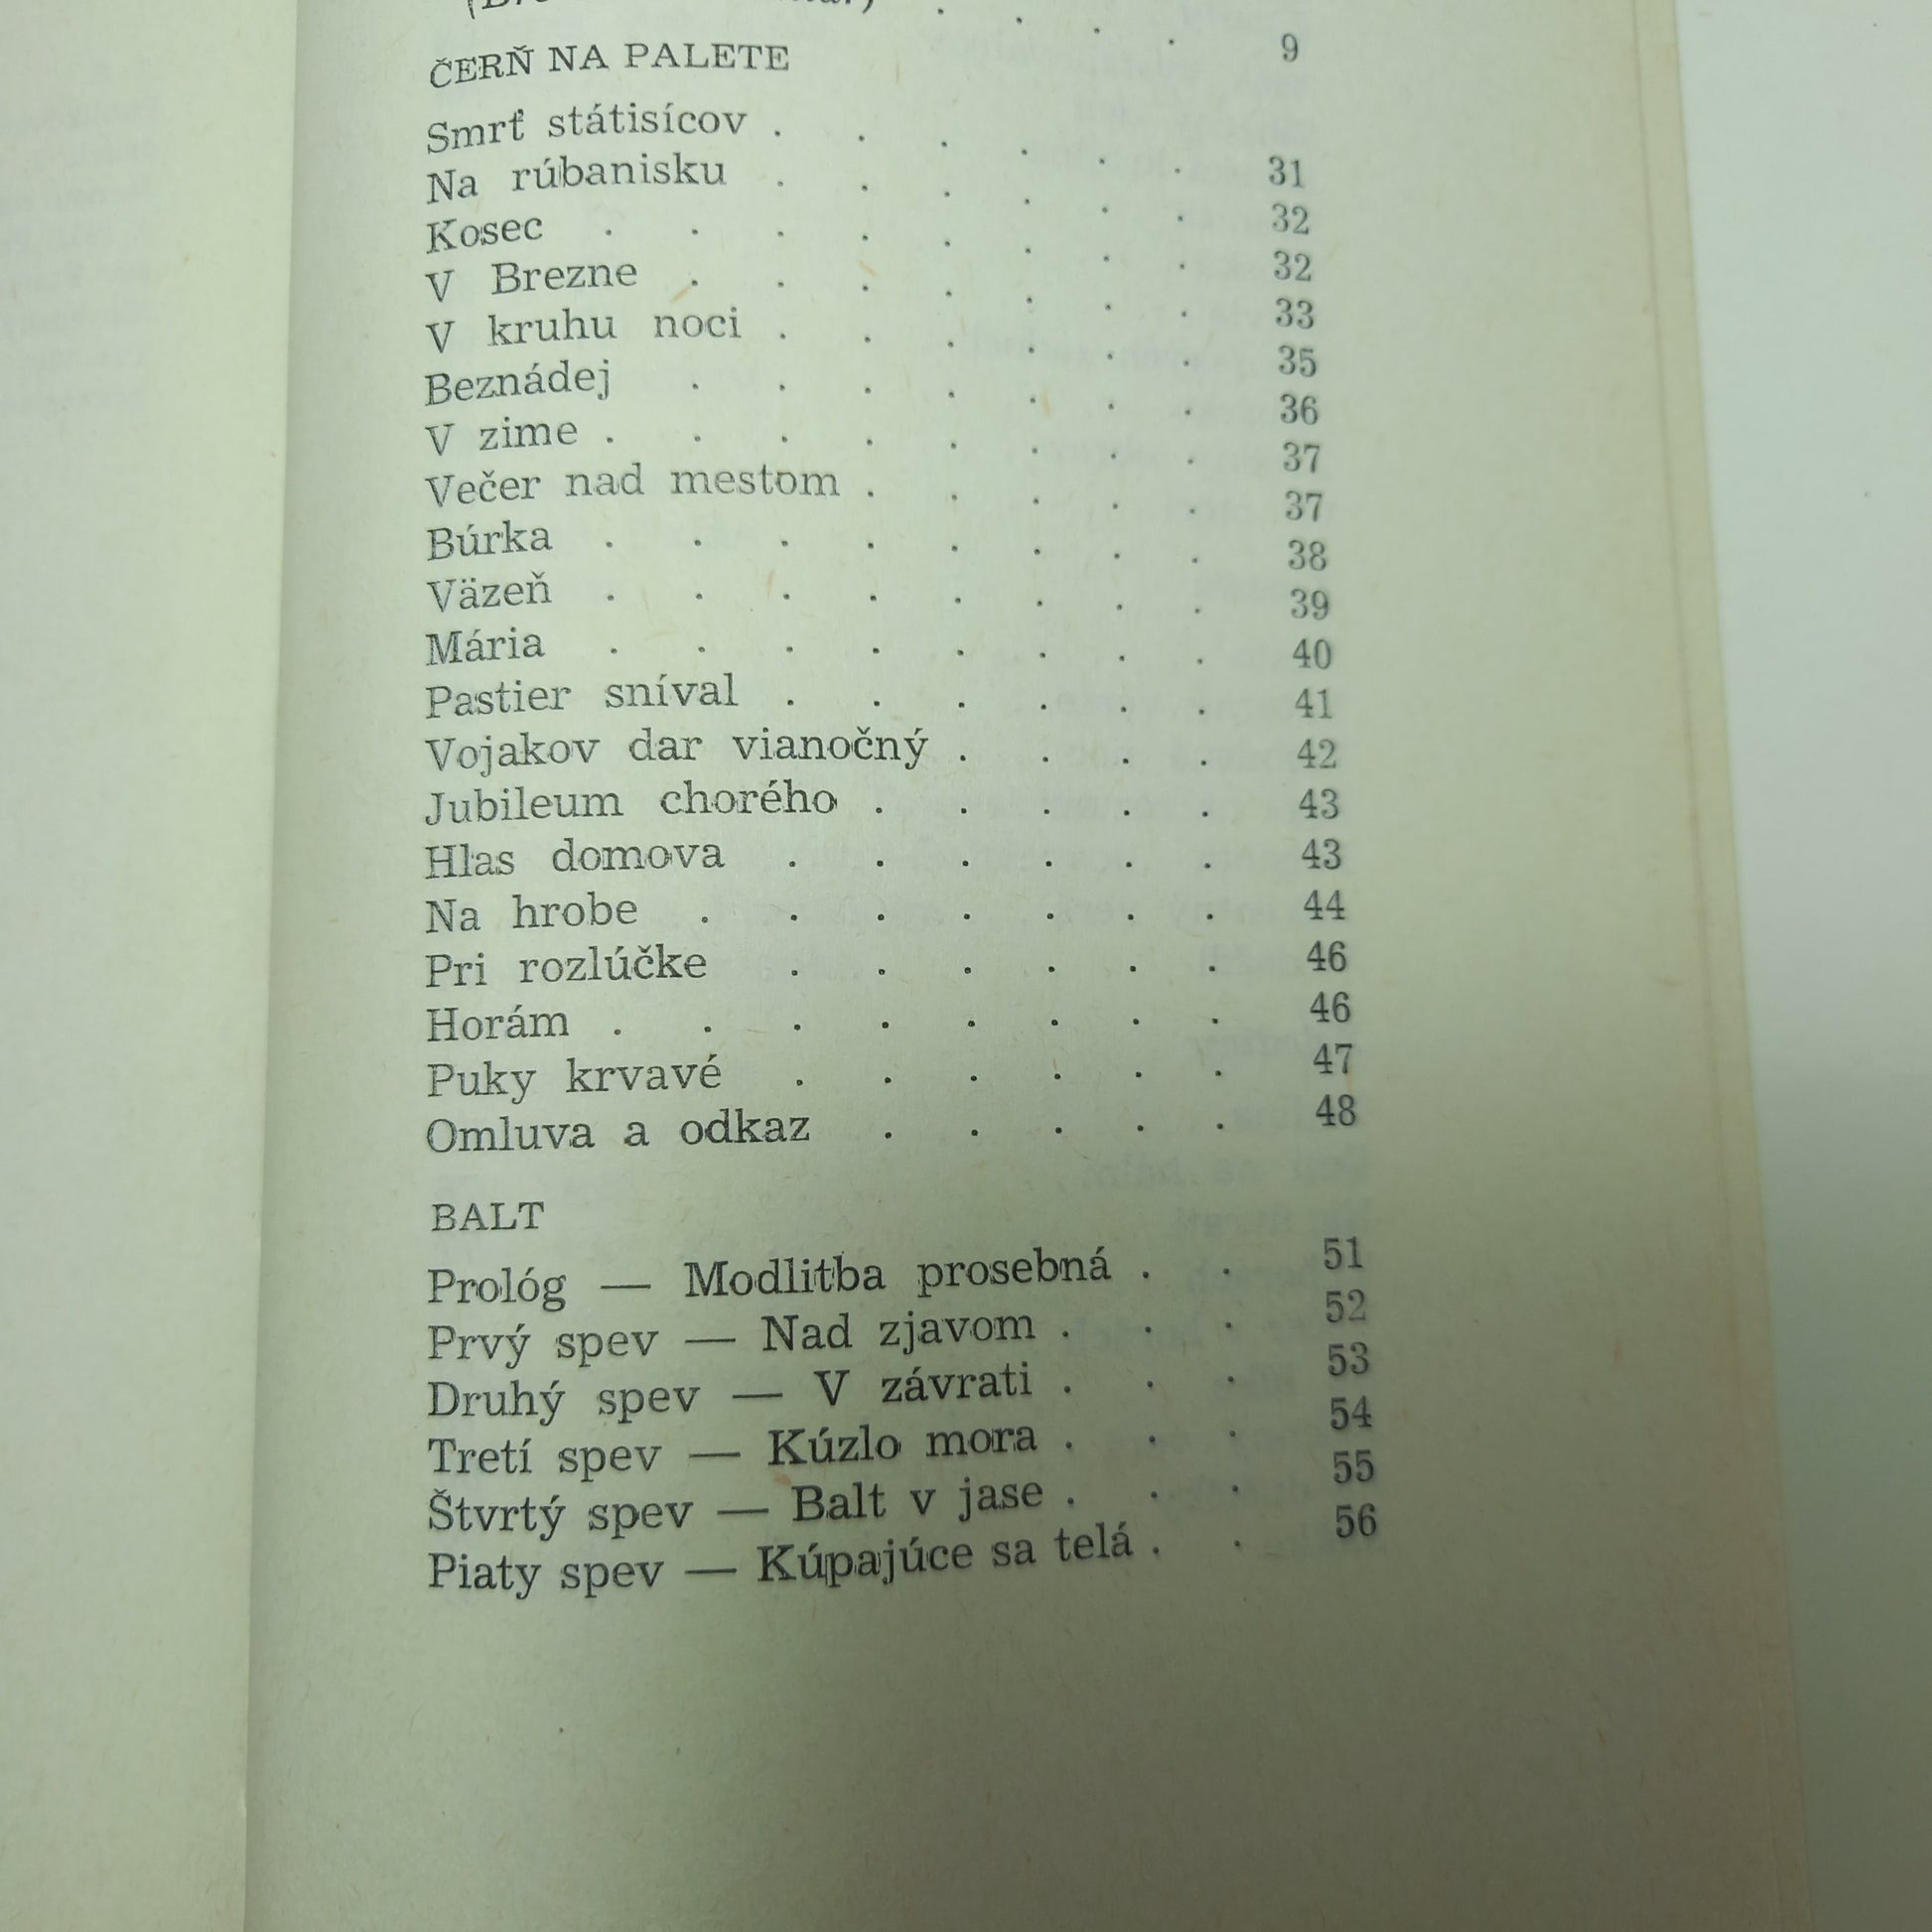 9
ČERŇ NA PALETE
Smrť státisícov . . . . . . 31
Na rúbanisku . . . . . . 32
Kosec . . . . . . . . 32
V Brezne . . . . . . . 33
V kruhu noci . . . . . . 35
Beznádej . . . . . . . 36
V zime . . . . . . . . 37
Večer nad mestom . . . . . 37
Búrka . . . . . . . . 38
Väzeň . . . . . . . . 39
Mária . . . . . . . . 40
Pastier sníval . . . . . . 41
Vojakov dar vianočný . . . . 42
Jubileum chorého . . . . . 43
Hlas domova . . . . . . 43
Na hrobe . . . . . . . 44
Pri rozlúčke . . . . . . 46
Horám . . . . . . . . 46
Puky krvavé . . . . . . 47
Omluva a odkaz . . . . . 48
BALT
Prológ — Modlitba prosebná . . 51
Prvý spev — Nad zjavom . . . 52
Druhý spev — V závrati . . . 53
Tretí spev — Kúzlo mora . . . 54
Štvrtý spev — Balt v jase . . . 55
Piaty spev — Kúpajúce sa telá . . 56